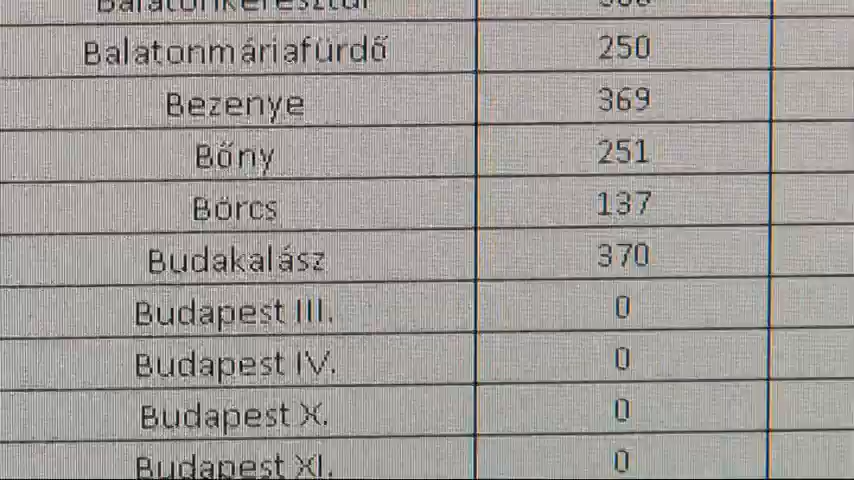 Balatonkeresztúr
Balatonmáriafürdő 250
Bezenye 369
Bőny 251
Börcs 137
Budakalász 370
Budapest III. 0
Budapest IV. 0
Budapest X. 0
Budapest XI. 0